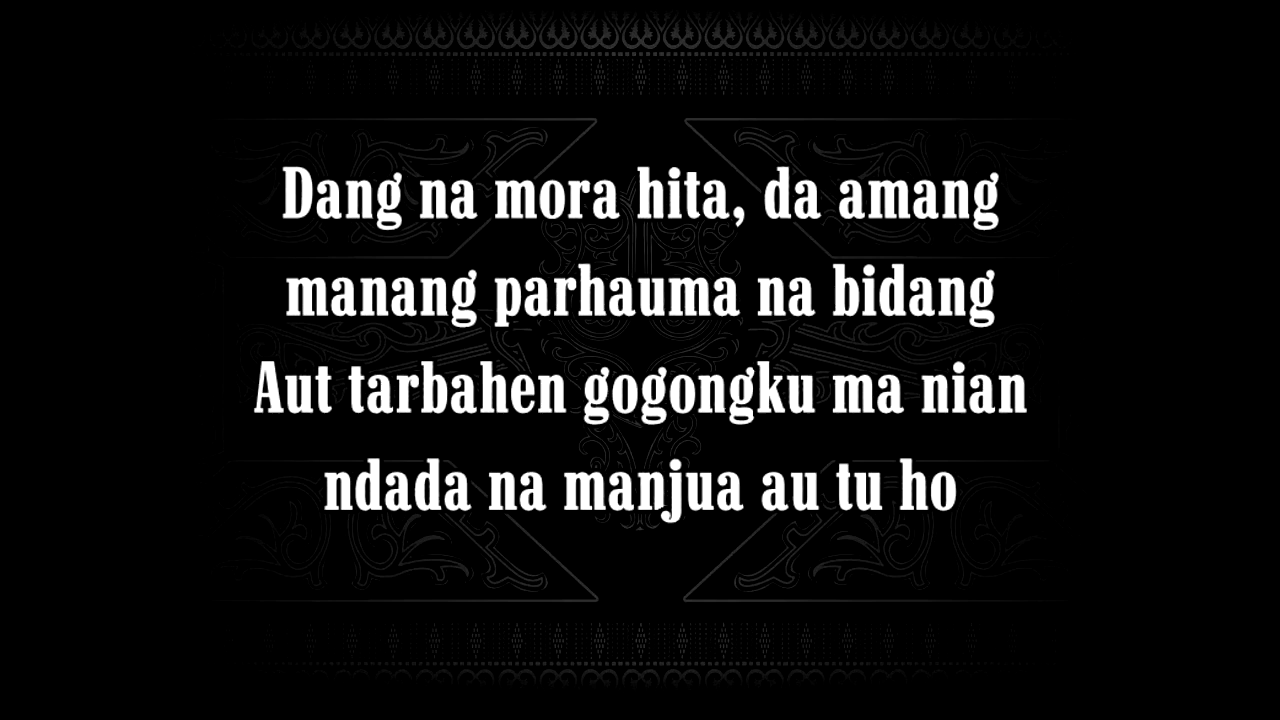 Dang na mora hita, da amang
manang parhauma na bidang
Aut tarbahen gogongku ma nian
ndada na manjua au tu ho